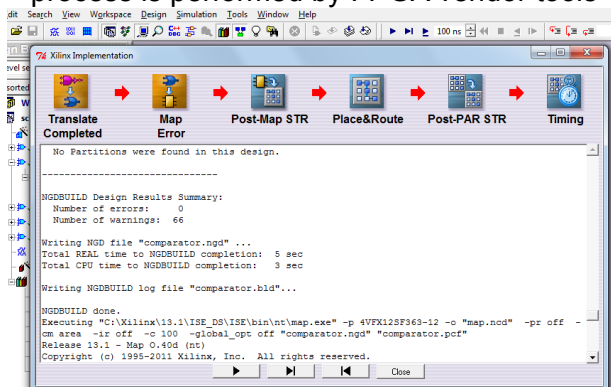 process is performed by FPGA vendor tools
dit Search View Workspace Design Simulation Tools Window Help
100 ns
Xilinx Implementation
evel se
sorted
Translate Completed
Map Error
Post-Map STR
Place&Route
Post-PAR STR
Timing
No Partitions were found in this design.
-------------------------------
NGDBUILD Design Results Summary:
Number of errors: 0
Number of warnings: 66
Writing NGD file "comparator.ngd" ...
Total REAL time to NGDBUILD completion: 5 sec
Total CPU time to NGDBUILD completion: 3 sec
Writing NGDBUILD log file "comparator.bld"...
NGDBUILD done.
Executing "C:\Xilinx\13.1\ISE_DS\ISE\bin\nt\map.exe" -p 4VFX12SF363-12 -o "map.ncd" -pr off -
cm area -ir off -c 100 -global_opt off "comparator.ngd" "comparator.pcf"
Release 13.1 - Map O.40d (nt)
Copyright (c) 1995-2011 Xilinx, Inc. All rights reserved.
Close